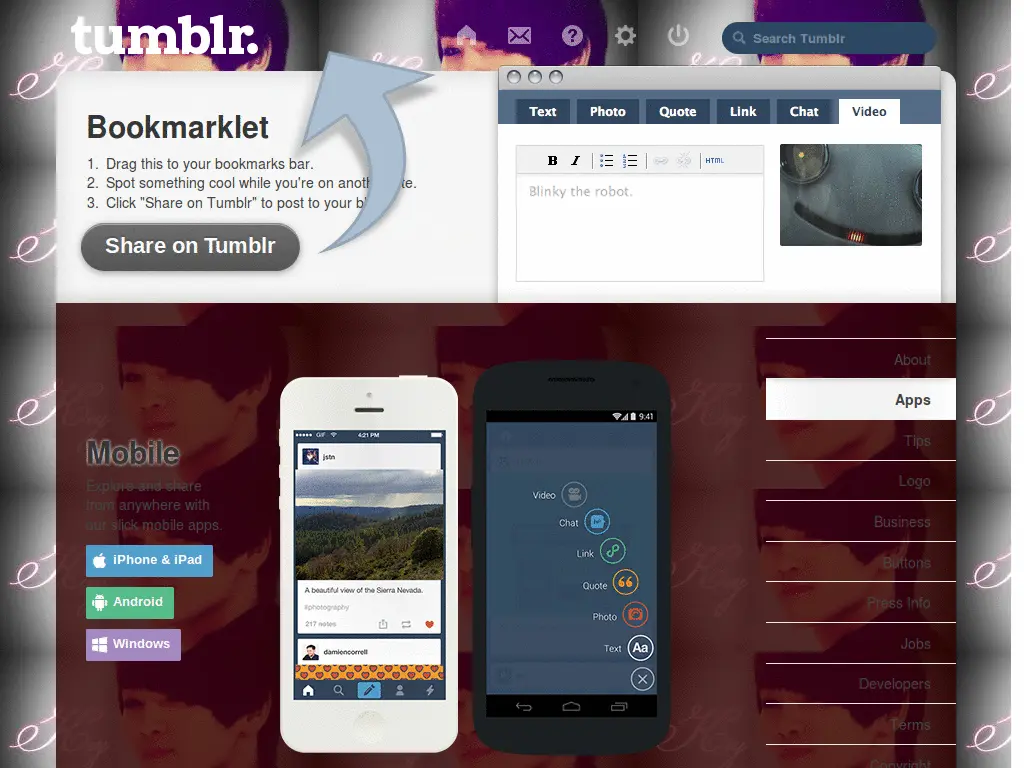 tumblr.
Search Tumblr
Bookmarklet
1. Drag this to your bookmarks bar.
2. Spot something cool while you're on anoth te.
3. Click "Share on Tumblr" to post to your bl
Share on Tumblr
Text Photo Quote Link Chat Video
B I HTML
Blinky the robot.
Mobile
Explore and share
from anywhere with
our slick mobile apps.
iPhone & iPad
Android
Windows
GIF 4:21 PM
jstn
A beautiful view of the Sierra Nevada.
#photography
217 notes
damiencorrell
9:41
Video
Chat
Link
Quote
Photo
Text Aa
About
Apps
Tips
Logo
Business
Buttons
Press Info
Jobs
Developers
Terms
Copyright